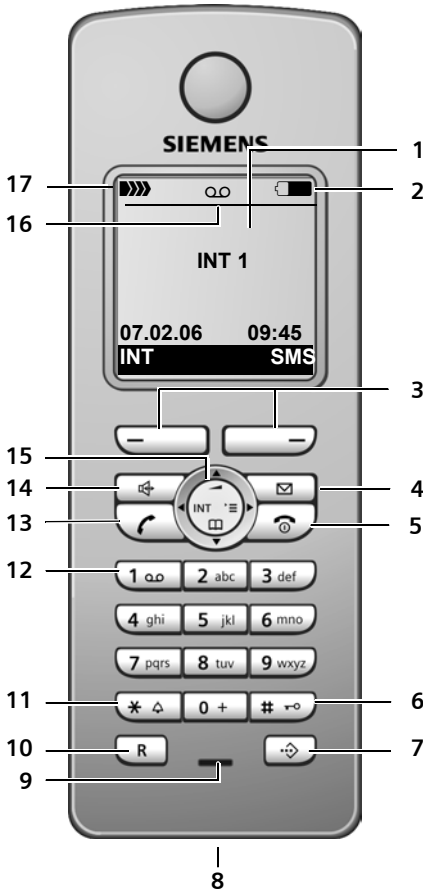 SIEMENS
1
17
2
16
INT 1
07.02.06 09:45
INT SMS
3
15
14
4
INT
13
5
12
1 2 abc 3 def
4 ghi 5 jkl 6 mno
7 pqrs 8 tuv 9 wxyz
11
* 0 + #
6
10
R
7
9
8